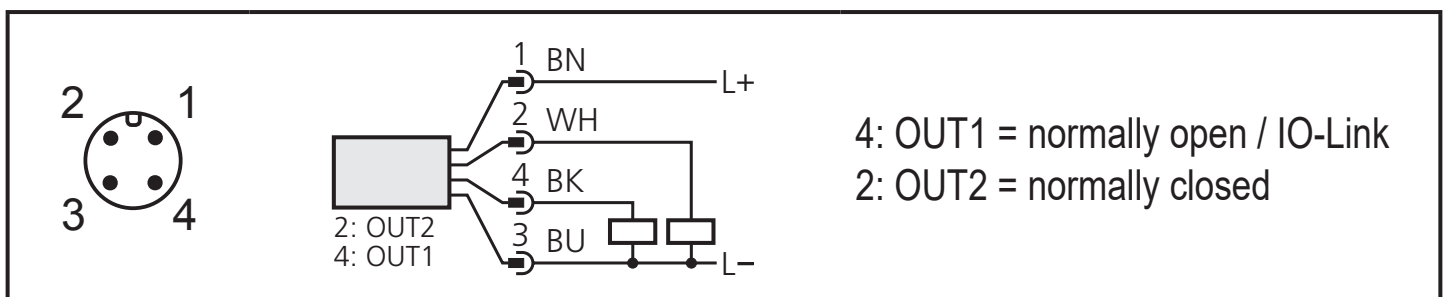 2 1
3 4
1 BN
L+
2 WH
4 BK
3 BU
L–
2: OUT2
4: OUT1
4: OUT1 = normally open / IO-Link
2: OUT2 = normally closed